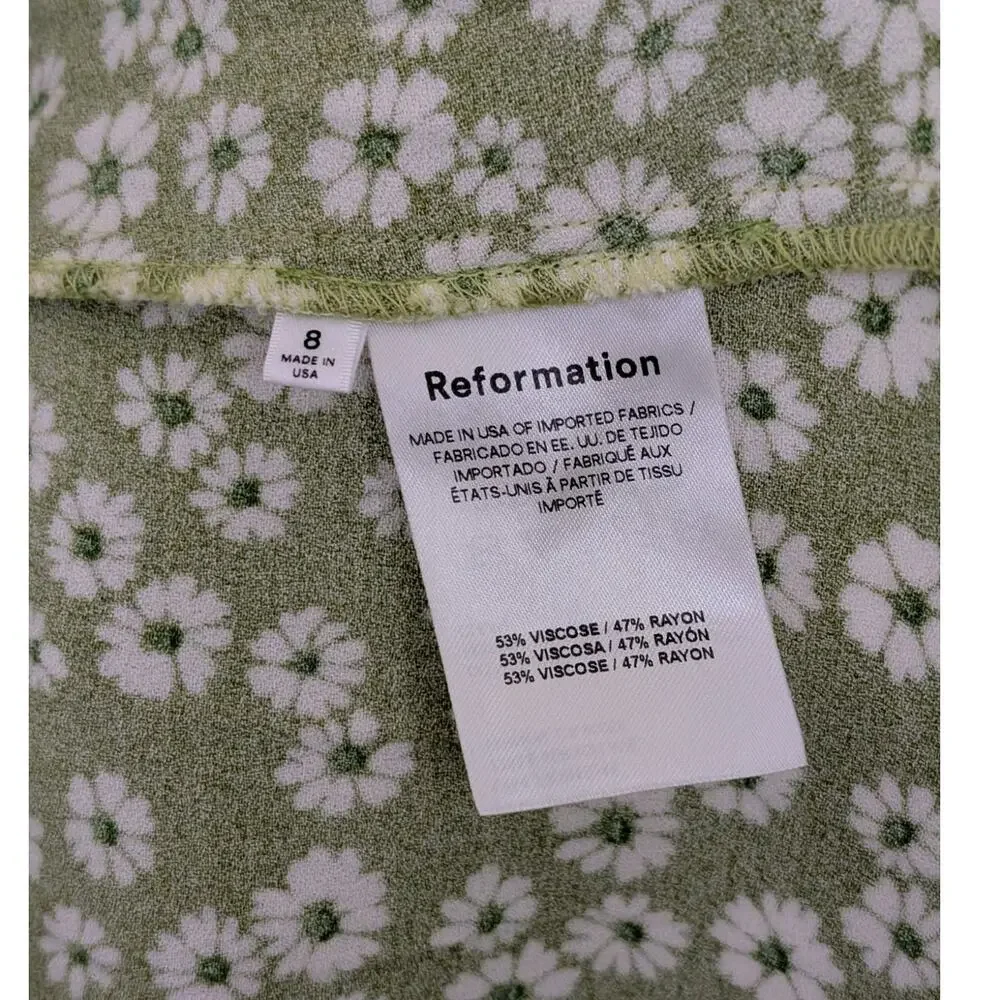 8
MADE IN
USA
Reformation
MADE IN USA OF IMPORTED FABRICS /
FABRICADO EN EE. UU. DE TEJIDO
IMPORTADO / FABRIQUÉ AUX
ÉTATS-UNIS À PARTIR DE TISSU
IMPORTÉ
53% VISCOSE / 47% RAYON
53% VISCOSA / 47% RAYÓN
53% VISCOSE / 47% RAYON